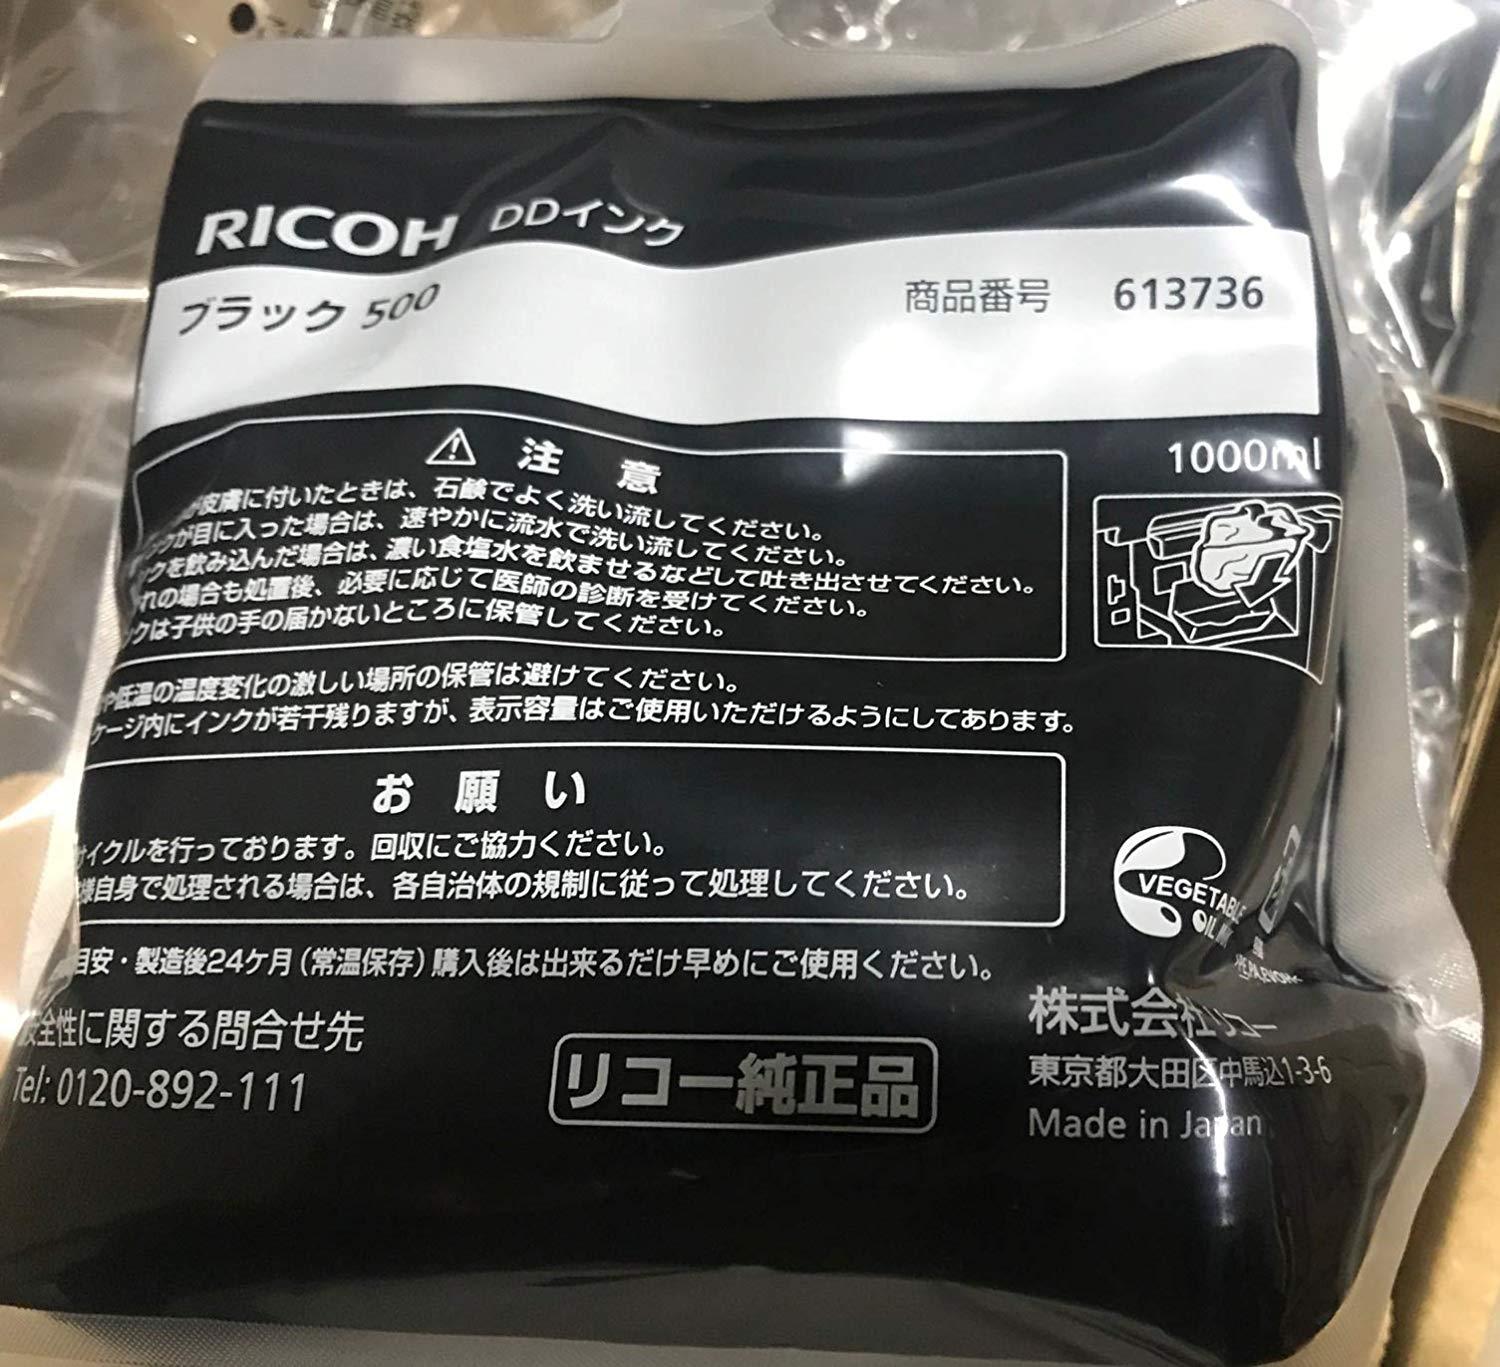 RICOH DDインク
ブラック 500
商品番号 613736
1000ml
注意
皮膚に付いたときは、石鹸でよく洗い流してください。
が目に入った場合は、速やかに流水で洗い流してください。
クを飲み込んだ場合は、濃い食塩水を飲ませるなどして吐き出させてください。
れの場合も処置後、必要に応じて医師の診断を受けてください。
クは子供の手の届かないところに保管してください。
や低温の温度変化の激しい場所の保管は避けてください。
ケージ内にインクが若干残りますが、表示容量はご使用いただけるようにしてあります。
お願い
サイクルを行っております。回収にご協力ください。
様自身で処理される場合は、各自治体の規制に従って処理してください。
VEGETABLE
OIL INK
目安・製造後24ケ月(常温保存)購入後は出来るだけ早めにご使用ください。
安全性に関する問合せ先
Tel: 0120-892-111
リコー純正品
株式会社リコー
東京都大田区中馬込1-3-6
Made in Japan